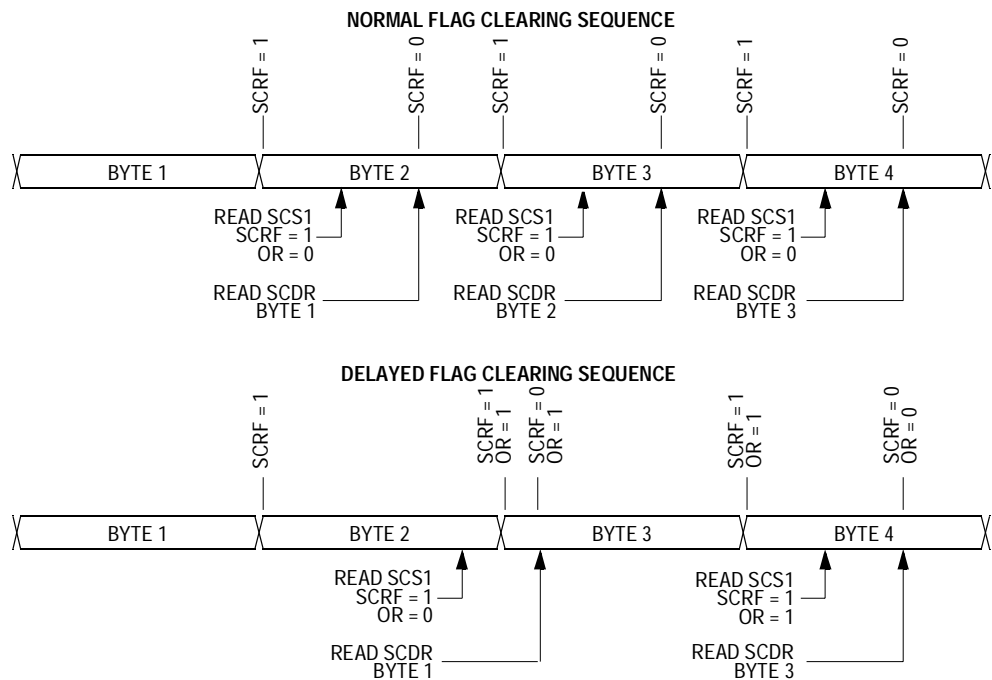 NORMAL FLAG CLEARING SEQUENCE
SCRF = 1
SCRF = 0
SCRF = 1
SCRF = 0
SCRF = 1
SCRF = 0
BYTE 1
BYTE 2
BYTE 3
BYTE 4
READ SCS1
SCRF = 1
OR = 0
READ SCS1
SCRF = 1
OR = 0
READ SCS1
SCRF = 1
OR = 0
READ SCDR
BYTE 1
READ SCDR
BYTE 2
READ SCDR
BYTE 3
DELAYED FLAG CLEARING SEQUENCE
SCRF = 1
SCRF = 1
OR = 1
SCRF = 0
OR = 1
SCRF = 1
OR = 1
SCRF = 0
OR = 0
BYTE 1
BYTE 2
BYTE 3
BYTE 4
READ SCS1
SCRF = 1
OR = 0
READ SCS1
SCRF = 1
OR = 1
READ SCDR
BYTE 1
READ SCDR
BYTE 3